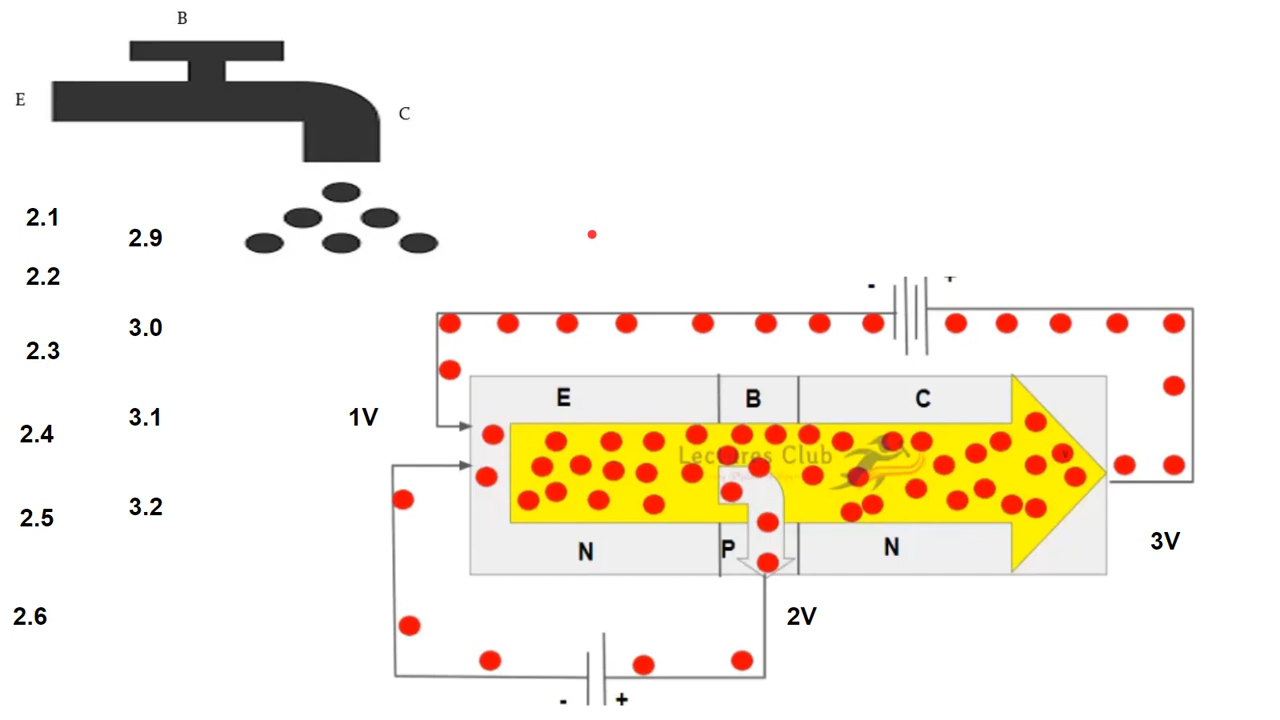 B
E
C
2.1
2.9
2.2
3.0
2.3
3.1
2.4
3.2
2.5
2.6
- +
1V
E B C
Lectures Club
N P N
3V
2V
- +